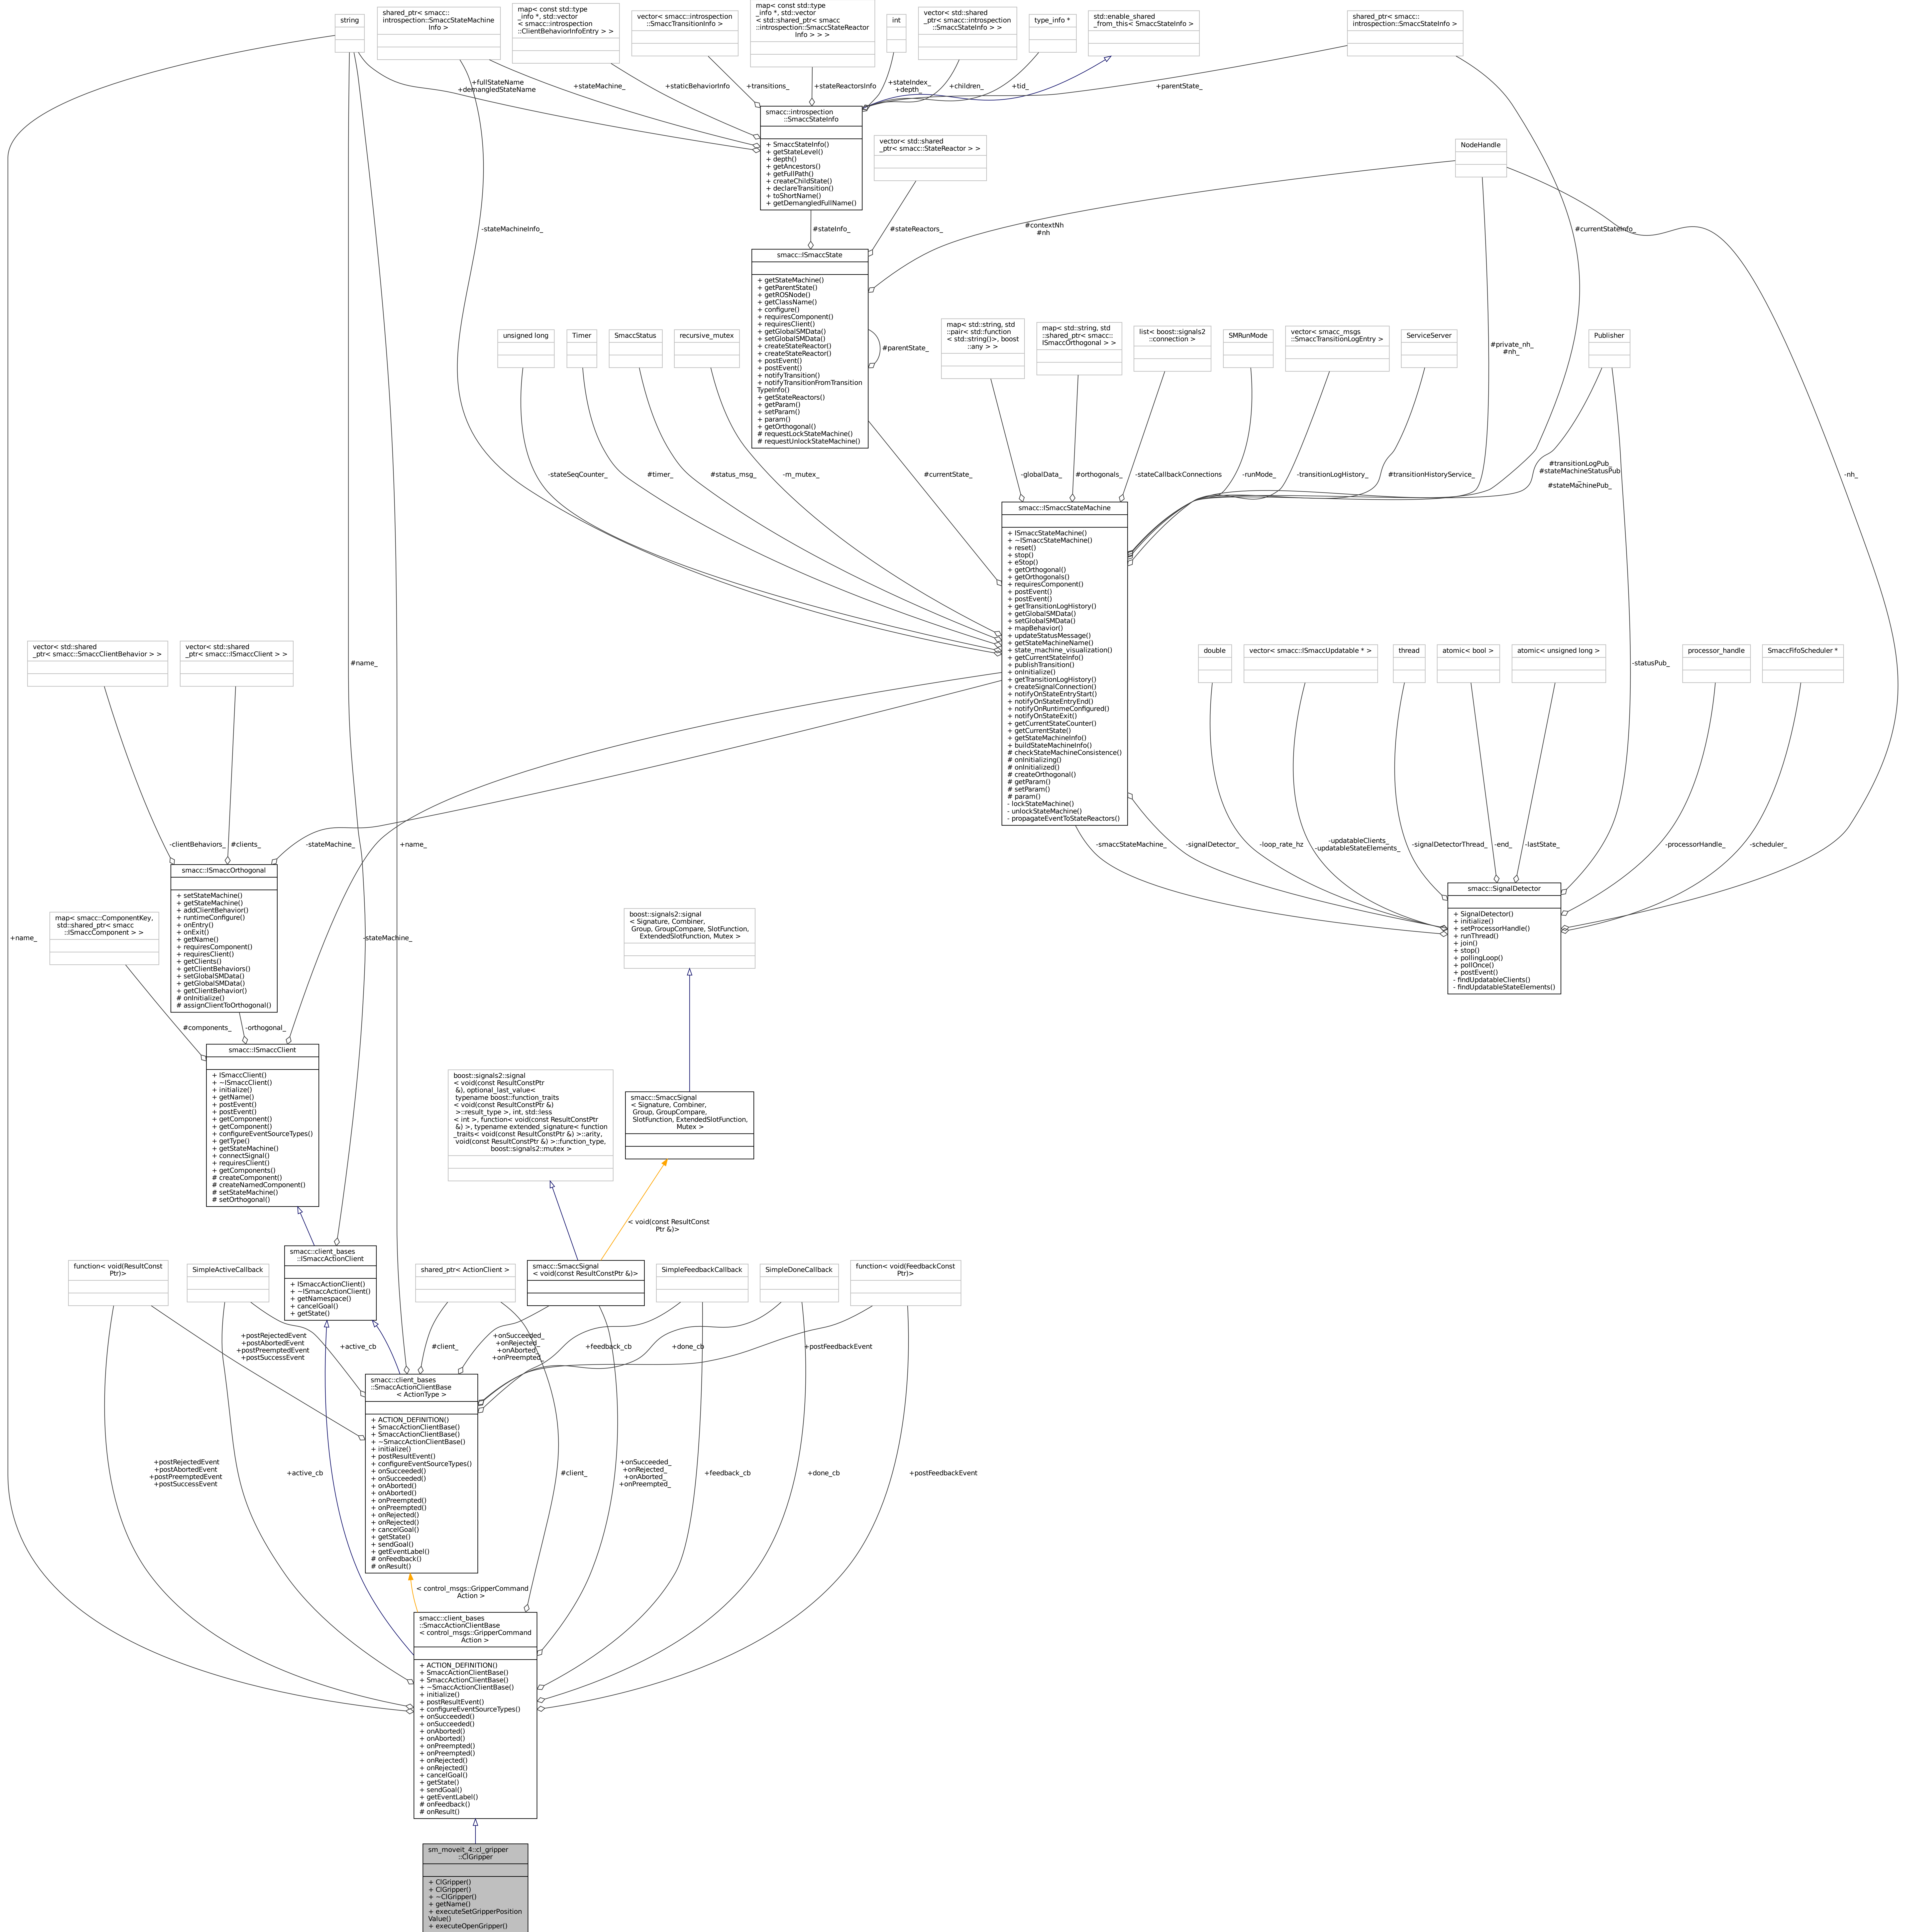 string
shared_ptr< smacc::
introspection::SmaccStateMachine
Info >
map< const std::type
_info *, std::vector
< smacc::introspection
::ClientBehaviorInfoEntry > >
vector< smacc::introspection
::SmaccTransitionInfo >
map< const std::type
_info *, std::vector
< std::shared_ptr< smacc
::introspection::SmaccStateReactor
Info > > >
int
vector< std::shared
_ptr< smacc::introspection
::SmaccStateInfo > >
type_info *
std::enable_shared
_from_this< SmaccStateInfo >
shared_ptr< smacc::
introspection::SmaccStateInfo >
+fullStateName
+demangledStateName
+stateMachine_
+staticBehaviorInfo
+transitions_
+stateReactorsInfo
+stateIndex_
+depth_
+children_
+tid_
+parentState_
smacc::introspection
::SmaccStateInfo
+ SmaccStateInfo()
+ getStateLevel()
+ depth()
+ getAncestors()
+ getFullPath()
+ createChildState()
+ declareTransition()
+ toShortName()
+ getDemangledFullName()
vector< std::shared
_ptr< smacc::StateReactor > >
NodeHandle
-stateMachineInfo_
#stateInfo_
#stateReactors_
#contextNh
#nh
#currentStateInfo_
smacc::ISmaccState
+ getStateMachine()
+ getParentState()
+ getROSNode()
+ getClassName()
+ configure()
+ requiresComponent()
+ requiresClient()
+ getGlobalSMData()
+ setGlobalSMData()
+ createStateReactor()
+ createStateReactor()
+ postEvent()
+ postEvent()
+ notifyTransition()
+ notifyTransitionFromTransition
TypeInfo()
+ getStateReactors()
+ getParam()
+ setParam()
+ param()
+ getOrthogonal()
# requestLockStateMachine()
# requestUnlockStateMachine()
#parentState_
unsigned long
Timer
SmaccStatus
recursive_mutex
map< std::string, std
::pair< std::function
< std::string()>, boost
::any > >
map< std::string, std
::shared_ptr< smacc::
ISmaccOrthogonal > >
list< boost::signals2
::connection >
SMRunMode
vector< smacc_msgs
::SmaccTransitionLogEntry >
ServiceServer
#private_nh_
#nh_
Publisher
-stateSeqCounter_
#timer_
#status_msg_
-m_mutex_
#currentState_
-globalData_
#orthogonals_
-stateCallbackConnections
-runMode_
-transitionLogHistory_
#transitionHistoryService_
#transitionLogPub_
#stateMachineStatusPub
_
#stateMachinePub_
-nh_
smacc::ISmaccStateMachine
+ ISmaccStateMachine()
+ ~ISmaccStateMachine()
+ reset()
+ stop()
+ eStop()
+ getOrthogonal()
+ getOrthogonals()
+ requiresComponent()
+ postEvent()
+ postEvent()
+ getTransitionLogHistory()
+ getGlobalSMData()
+ setGlobalSMData()
+ mapBehavior()
+ updateStatusMessage()
+ getStateMachineName()
+ state_machine_visualization()
+ getCurrentStateInfo()
+ publishTransition()
+ onInitialize()
+ getTransitionLogHistory()
+ createSignalConnection()
+ notifyOnStateEntryStart()
+ notifyOnStateEntryEnd()
+ notifyOnRuntimeConfigured()
+ notifyOnStateExit()
+ getCurrentStateCounter()
+ getCurrentState()
+ getStateMachineInfo()
+ buildStateMachineInfo()
# checkStateMachineConsistence()
# onInitializing()
# onInitialized()
# createOrthogonal()
# getParam()
# setParam()
# param()
- lockStateMachine()
- unlockStateMachine()
- propagateEventToStateReactors()
vector< std::shared
_ptr< smacc::SmaccClientBehavior > >
vector< std::shared
_ptr< smacc::ISmaccClient > >
#name_
double
vector< smacc::ISmaccUpdatable * >
thread
atomic< bool >
atomic< unsigned long >
-statusPub_
processor_handle
SmaccFifoScheduler *
-clientBehaviors_
#clients_
-stateMachine_
+name_
-smaccStateMachine_
-signalDetector_
-loop_rate_hz
-updatableClients_
-updatableStateElements_
-signalDetectorThread_
-end_
-lastState_
-processorHandle_
-scheduler_
smacc::ISmaccOrthogonal
+ setStateMachine()
+ getStateMachine()
+ addClientBehavior()
+ runtimeConfigure()
+ onEntry()
+ onExit()
+ getName()
+ requiresComponent()
+ requiresClient()
+ getClients()
+ getClientBehaviors()
+ setGlobalSMData()
+ getGlobalSMData()
+ getClientBehavior()
# onInitialize()
# assignClientToOrthogonal()
smacc::SignalDetector
+ SignalDetector()
+ initialize()
+ setProcessorHandle()
+ runThread()
+ join()
+ stop()
+ pollingLoop()
+ pollOnce()
+ postEvent()
- findUpdatableClients()
- findUpdatableStateElements()
map< smacc::ComponentKey,
std::shared_ptr< smacc
::ISmaccComponent > >
boost::signals2::signal
< Signature, Combiner,
Group, GroupCompare, SlotFunction,
ExtendedSlotFunction, Mutex >
+name_
-stateMachine_
#components_
-orthogonal_
smacc::ISmaccClient
+ ISmaccClient()
+ ~ISmaccClient()
+ initialize()
+ getName()
+ postEvent()
+ postEvent()
+ getComponent()
+ getComponent()
+ configureEventSourceTypes()
+ getType()
+ getStateMachine()
+ connectSignal()
+ requiresClient()
+ getComponents()
# createComponent()
# createNamedComponent()
# setStateMachine()
# setOrthogonal()
boost::signals2::signal
< void(const ResultConstPtr
&), optional_last_value<
typename boost::function_traits
< void(const ResultConstPtr &)
>::result_type >, int, std::less
< int >, function< void(const ResultConstPtr
&) >, typename extended_signature< function
_traits< void(const ResultConstPtr &) >::arity,
void(const ResultConstPtr &) >::function_type,
boost::signals2::mutex >
smacc::SmaccSignal
< Signature, Combiner,
Group, GroupCompare,
SlotFunction, ExtendedSlotFunction,
Mutex >
< void(const ResultConst
Ptr &)>
function< void(ResultConst
Ptr)>
SimpleActiveCallback
smacc::client_bases
::ISmaccActionClient
+ ISmaccActionClient()
+ ~ISmaccActionClient()
+ getNamespace()
+ cancelGoal()
+ getState()
shared_ptr< ActionClient >
smacc::SmaccSignal
< void(const ResultConstPtr &)>
SimpleFeedbackCallback
SimpleDoneCallback
function< void(FeedbackConst
Ptr)>
+postRejectedEvent
+postAbortedEvent
+postPreemptedEvent
+postSuccessEvent
+active_cb
#client_
+onSucceeded_
+onRejected_
+onAborted_
+onPreempted_
+feedback_cb
+done_cb
+postFeedbackEvent
smacc::client_bases
::SmaccActionClientBase
< ActionType >
+ ACTION_DEFINITION()
+ SmaccActionClientBase()
+ SmaccActionClientBase()
+ ~SmaccActionClientBase()
+ initialize()
+ postResultEvent()
+ configureEventSourceTypes()
+ onSucceeded()
+ onSucceeded()
+ onAborted()
+ onAborted()
+ onPreempted()
+ onPreempted()
+ onRejected()
+ onRejected()
+ cancelGoal()
+ getState()
+ sendGoal()
+ getEventLabel()
# onFeedback()
# onResult()
+postRejectedEvent
+postAbortedEvent
+postPreemptedEvent
+postSuccessEvent
+active_cb
#client_
+onSucceeded_
+onRejected_
+onAborted_
+onPreempted_
+feedback_cb
+done_cb
+postFeedbackEvent
< control_msgs::GripperCommand
Action >
smacc::client_bases
::SmaccActionClientBase
< control_msgs::GripperCommand
Action >
+ ACTION_DEFINITION()
+ SmaccActionClientBase()
+ SmaccActionClientBase()
+ ~SmaccActionClientBase()
+ initialize()
+ postResultEvent()
+ configureEventSourceTypes()
+ onSucceeded()
+ onSucceeded()
+ onAborted()
+ onAborted()
+ onPreempted()
+ onPreempted()
+ onRejected()
+ onRejected()
+ cancelGoal()
+ getState()
+ sendGoal()
+ getEventLabel()
# onFeedback()
# onResult()
sm_moveit_4::cl_gripper
::ClGripper
+ ClGripper()
+ ClGripper()
+ ~ClGripper()
+ getName()
+ executeSetGripperPosition
Value()
+ executeOpenGripper()